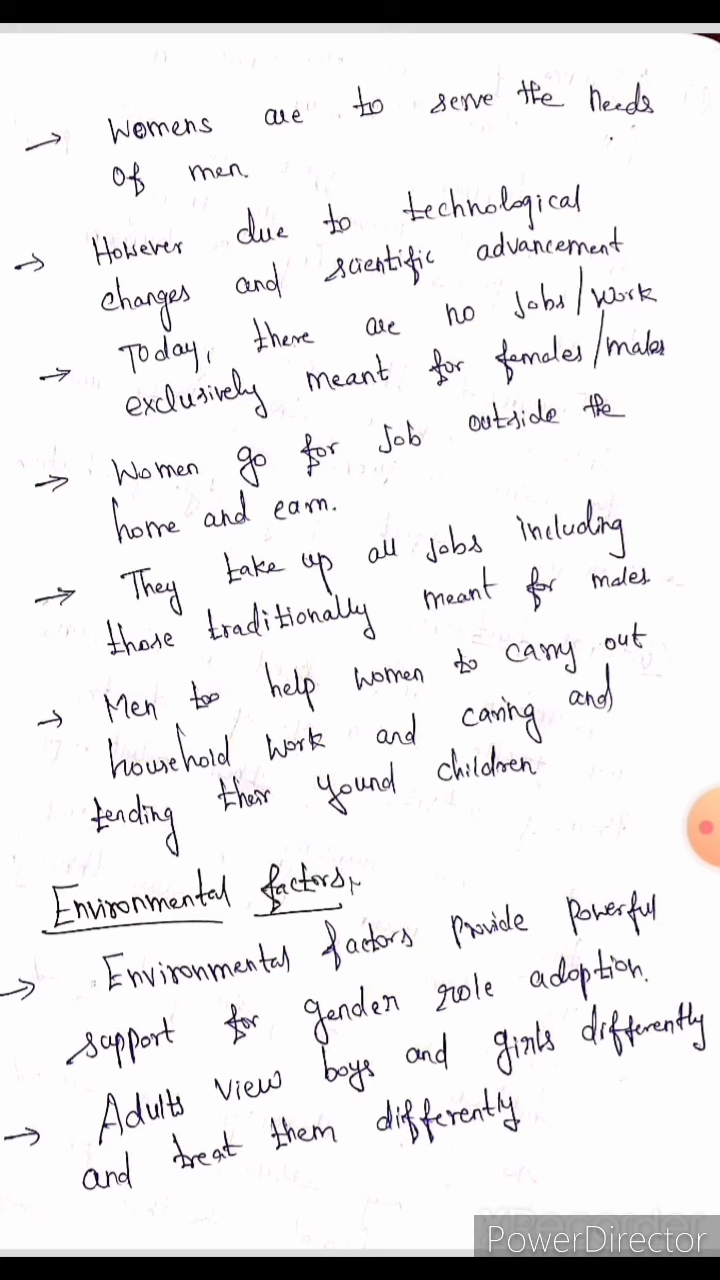 → Womens are to serve the needs
of men.
→ However due to technological
changes and scientific advancement
→ Today, there are no Jobs/work
exclusively meant for females/males
→ Women go for Job outside the
home and earn.
→ They take up all Jobs including
those traditionally meant for males
→ Men too help women to carry out
household work and caring and
tending their yound children
Environmental factors:
→ Environmental factors provide powerful
support for gender role adoption.
→ Adults view boys and girls differently
and treat them differently
PowerDirector